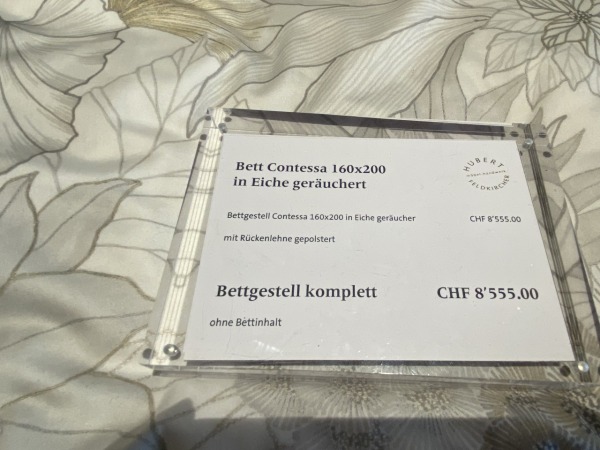 Bett Contessa 160x200
in Eiche geräuchert
HUBERT
FELDKIRCHER
Bettgestell Contessa 160x200 in Eiche geräucher CHF 8'555.00
mit Rückenlehne gepolstert
Bettgestell komplett CHF 8'555.00
ohne Bettinhalt